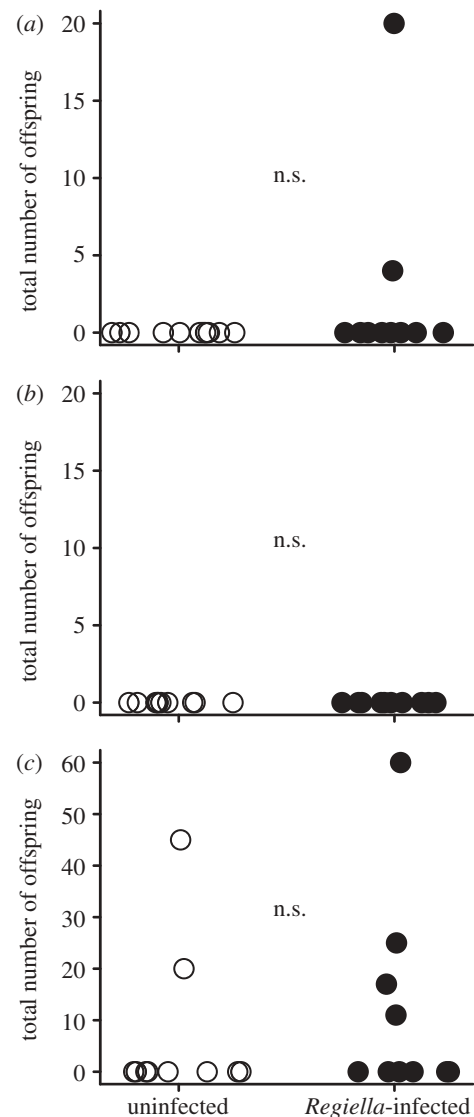 (a)
total number of offspring
20
15
10
5
0
n.s.
(b)
total number of offspring
20
15
10
5
0
n.s.
(c)
total number of offspring
60
50
40
30
20
10
0
n.s.
uninfected
Regiella-infected